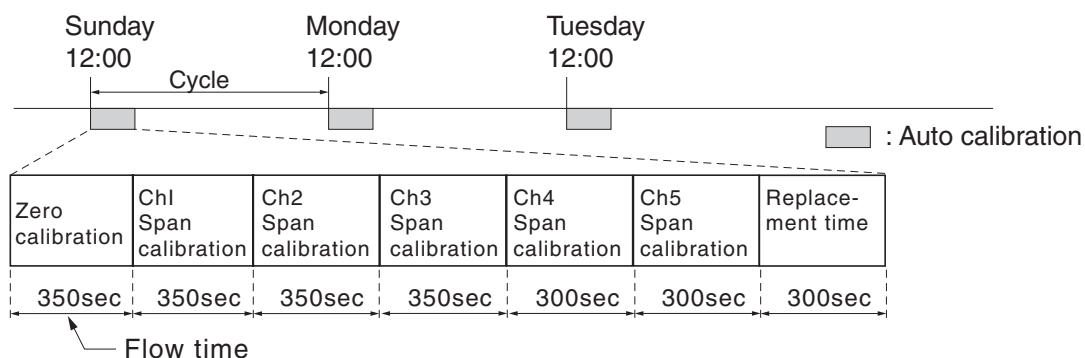 Sunday
12:00
Monday
12:00
Tuesday
12:00
Cycle
: Auto calibration
Zero
calibration
Ch1
Span
calibration
Ch2
Span
calibration
Ch3
Span
calibration
Ch4
Span
calibration
Ch5
Span
calibration
Replace-
ment time
350sec
350sec
350sec
350sec
300sec
300sec
300sec
Flow time